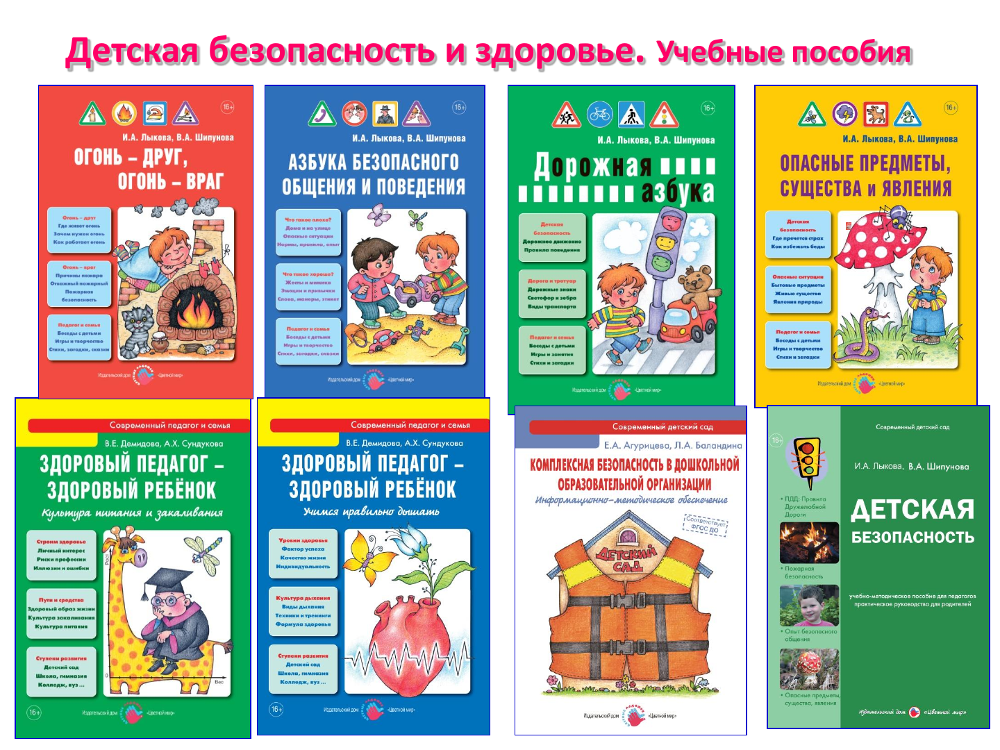 Детская безопасность и здоровье. Учебные пособия
16+
И.А. Лыкова, В.А. Шипунова
ОГОНЬ – ДРУГ,
ОГОНЬ – ВРАГ
Огонь – друг
Где живет огонь
Зачем нужен огонь
Как работает огонь
Огонь – враг
Причины пожара
Отважный пожарный
Пожарная
безопасность
Педагог и семья
Беседы с детьми
Игры и творчество
Стихи, загадки, сказки
Издательский дом «Цветной мир»
16+
И.А. Лыкова, В.А. Шипунова
АЗБУКА БЕЗОПАСНОГО
ОБЩЕНИЯ И ПОВЕДЕНИЯ
Что такое плохо?
Дома и на улице
Опасные ситуации
Нормы, правила, опыт
Что такое хорошо?
Жесты и мимика
Эмоции и привычки
Слова, манеры, этикет
Педагог и семья
Беседы с детьми
Игры и творчество
Стихи, загадки, сказки
Издательский дом «Цветной мир»
16+
И.А. Лыкова, В.А. Шипунова
Дорожная
азбука
Детская
безопасность
Дорожное движение
Правила поведения
Дорога и тротуар
Дорожные знаки
Светофор и зебра
Виды транспорта
Педагог и семья
Беседы с детьми
Игры и занятия
Стихи и загадки
Издательский дом «Цветной мир»
16+
И.А. Лыкова, В.А. Шипунова
ОПАСНЫЕ ПРЕДМЕТЫ,
СУЩЕСТВА и ЯВЛЕНИЯ
Детская
безопасность
Где прячется страх
Как избежать беды
Опасные ситуации
Бытовые предметы
Живые существа
Явления природы
Педагог и семья
Беседы с детьми
Игры и творчество
Стихи и загадки
Издательский дом «Цветной мир»
Современный педагог и семья
В.Е. Демидова, А.Х. Сундукова
ЗДОРОВЫЙ ПЕДАГОГ –
ЗДОРОВЫЙ РЕБЁНОК
Культура питания и закаливания
Строим здоровье
Личный интерес
Риски профессии
Иллюзии и ошибки
Пути и средства
Здоровый образ жизни
Культура закаливания
Культура питания
Ступени развития
Детский сад
Школа, гимназия
Колледж, вуз ...
Рост
0
Вес
16+
Издательский дом «Цветной мир»
Современный педагог и семья
В.Е. Демидова, А.Х. Сундукова
ЗДОРОВЫЙ ПЕДАГОГ –
ЗДОРОВЫЙ РЕБЁНОК
Учимся правильно дышать
Уровни здоровья
Фактор успеха
Качество жизни
Индивидуальность
Культура дыхания
Виды дыхания
Техники и тренинги
Формула здоровья
Ступени развития
Детский сад
Школа, гимназия
Колледж, вуз ...
16+
Издательский дом «Цветной мир»
Современный детский сад
Е.А. Агурицева, Л.А. Баландина
КОМПЛЕКСНАЯ БЕЗОПАСНОСТЬ В ДОШКОЛЬНОЙ
ОБРАЗОВАТЕЛЬНОЙ ОРГАНИЗАЦИИ
Информационно-методическое обеспечение
Соответствует
ФГОС ДО
ДЕТСКИЙ
САД
Издательский дом «Цветной мир»
Современный детский сад
16+
И.А. Лыкова, В.А. Шипунова
ДЕТСКАЯ
БЕЗОПАСНОСТЬ
• ПДД: Правила
Дружелюбной
Дороги
• Пожарная
безопасность
• Опыт безопасного
общения
• Опасные предметы,
существа, явления
учебно-методическое пособие для педагогов
практическое руководство для родителей
Издательский дом «Цветной мир»